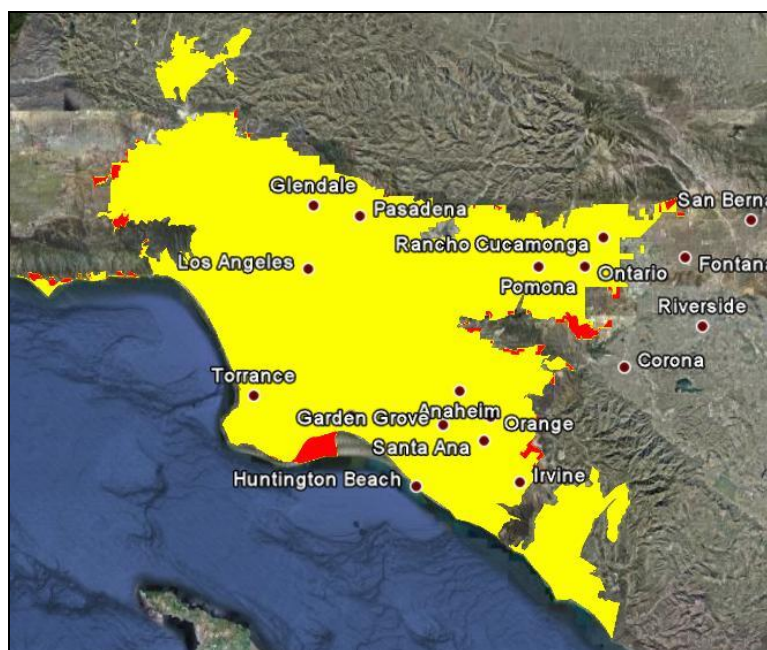 Glendale
Pasadena
San Berna
Rancho Cucamonga
Los Angeles
Fontana
Ontario
Pomona
Riverside
Corona
Torrance
Anaheim
Garden Grove
Orange
Santa Ana
Irvine
Huntington Beach